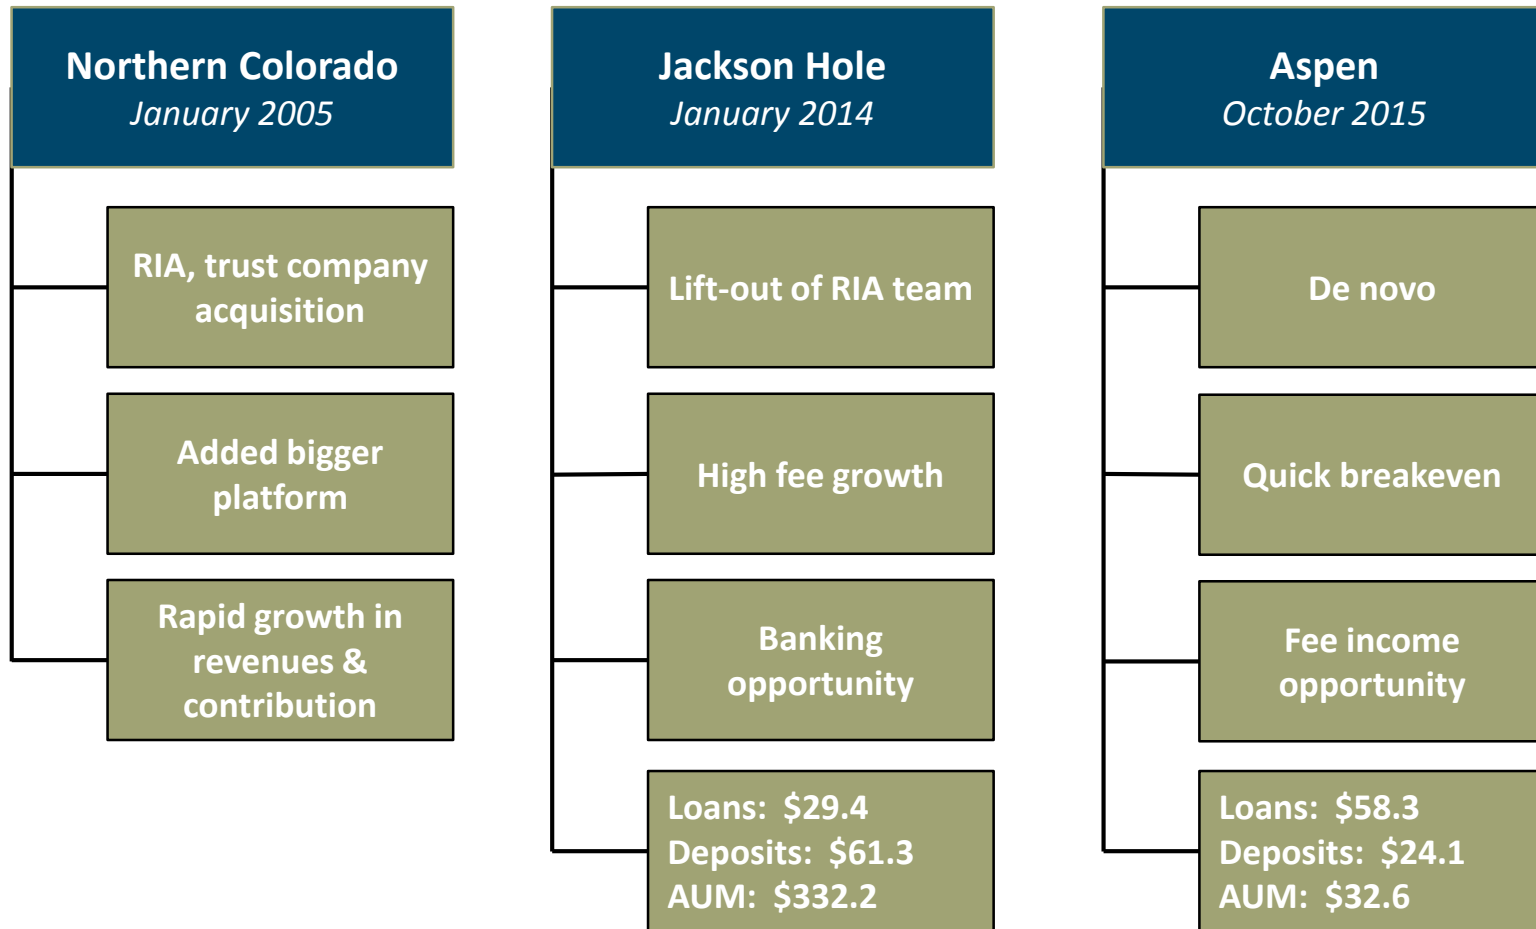 Northern Colorado
January 2005
RIA, trust company
acquisition
Added bigger
platform
Rapid growth in
revenues &
contribution
Jackson Hole
January 2014
Lift-out of RIA team
High fee growth
Banking
opportunity
Loans:  $29.4
Deposits:  $61.3
AUM:  $332.2
Aspen
October 2015
De novo
Quick breakeven
Fee income
opportunity
Loans:  $58.3
Deposits:  $24.1
AUM:  $32.6